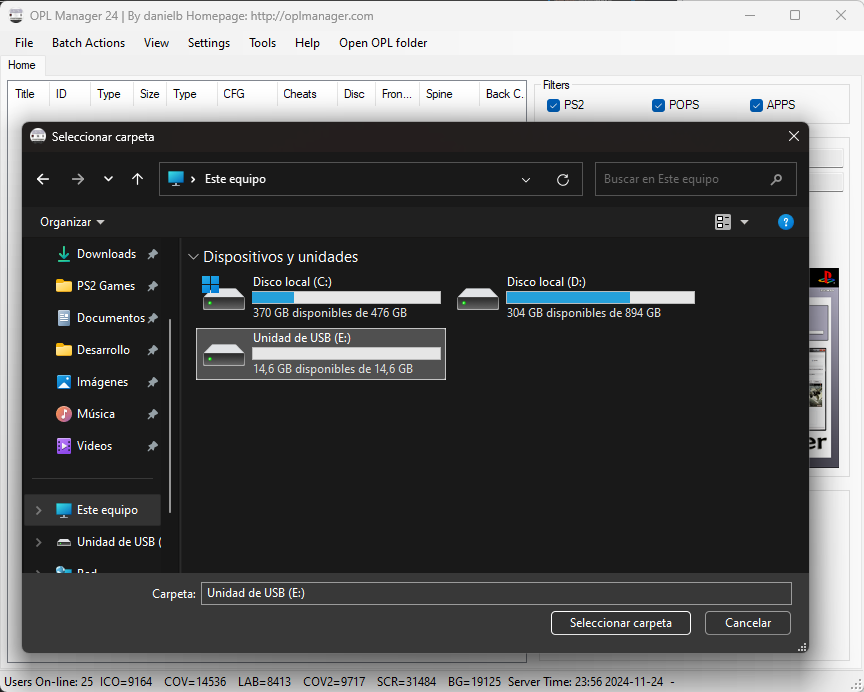 OPL Manager 24 | By danielb Homepage: http://oplmanager.com
File Batch Actions View Settings Tools Help Open OPL folder
Home
Title ID Type Size Type CFG Cheats Disc Fron... Spine Back C.
Filters
PS2 POPS APPS
Seleccionar carpeta
Este equipo
Buscar en Este equipo
Organizar
Downloads
PS2 Games
Documentos
Desarrollo
Imágenes
Música
Videos
Este equipo
Unidad de USB (
Red
Dispositivos y unidades
Disco local (C:)
370 GB disponibles de 476 GB
Disco local (D:)
304 GB disponibles de 894 GB
Unidad de USB (E:)
14,6 GB disponibles de 14,6 GB
er
Carpeta: Unidad de USB (E:)
Seleccionar carpeta Cancelar
Users On-line: 25 ICO=9164 COV=14536 LAB=8413 COV2=9717 SCR=31484 BG=19125 Server Time: 23:56 2024-11-24 -